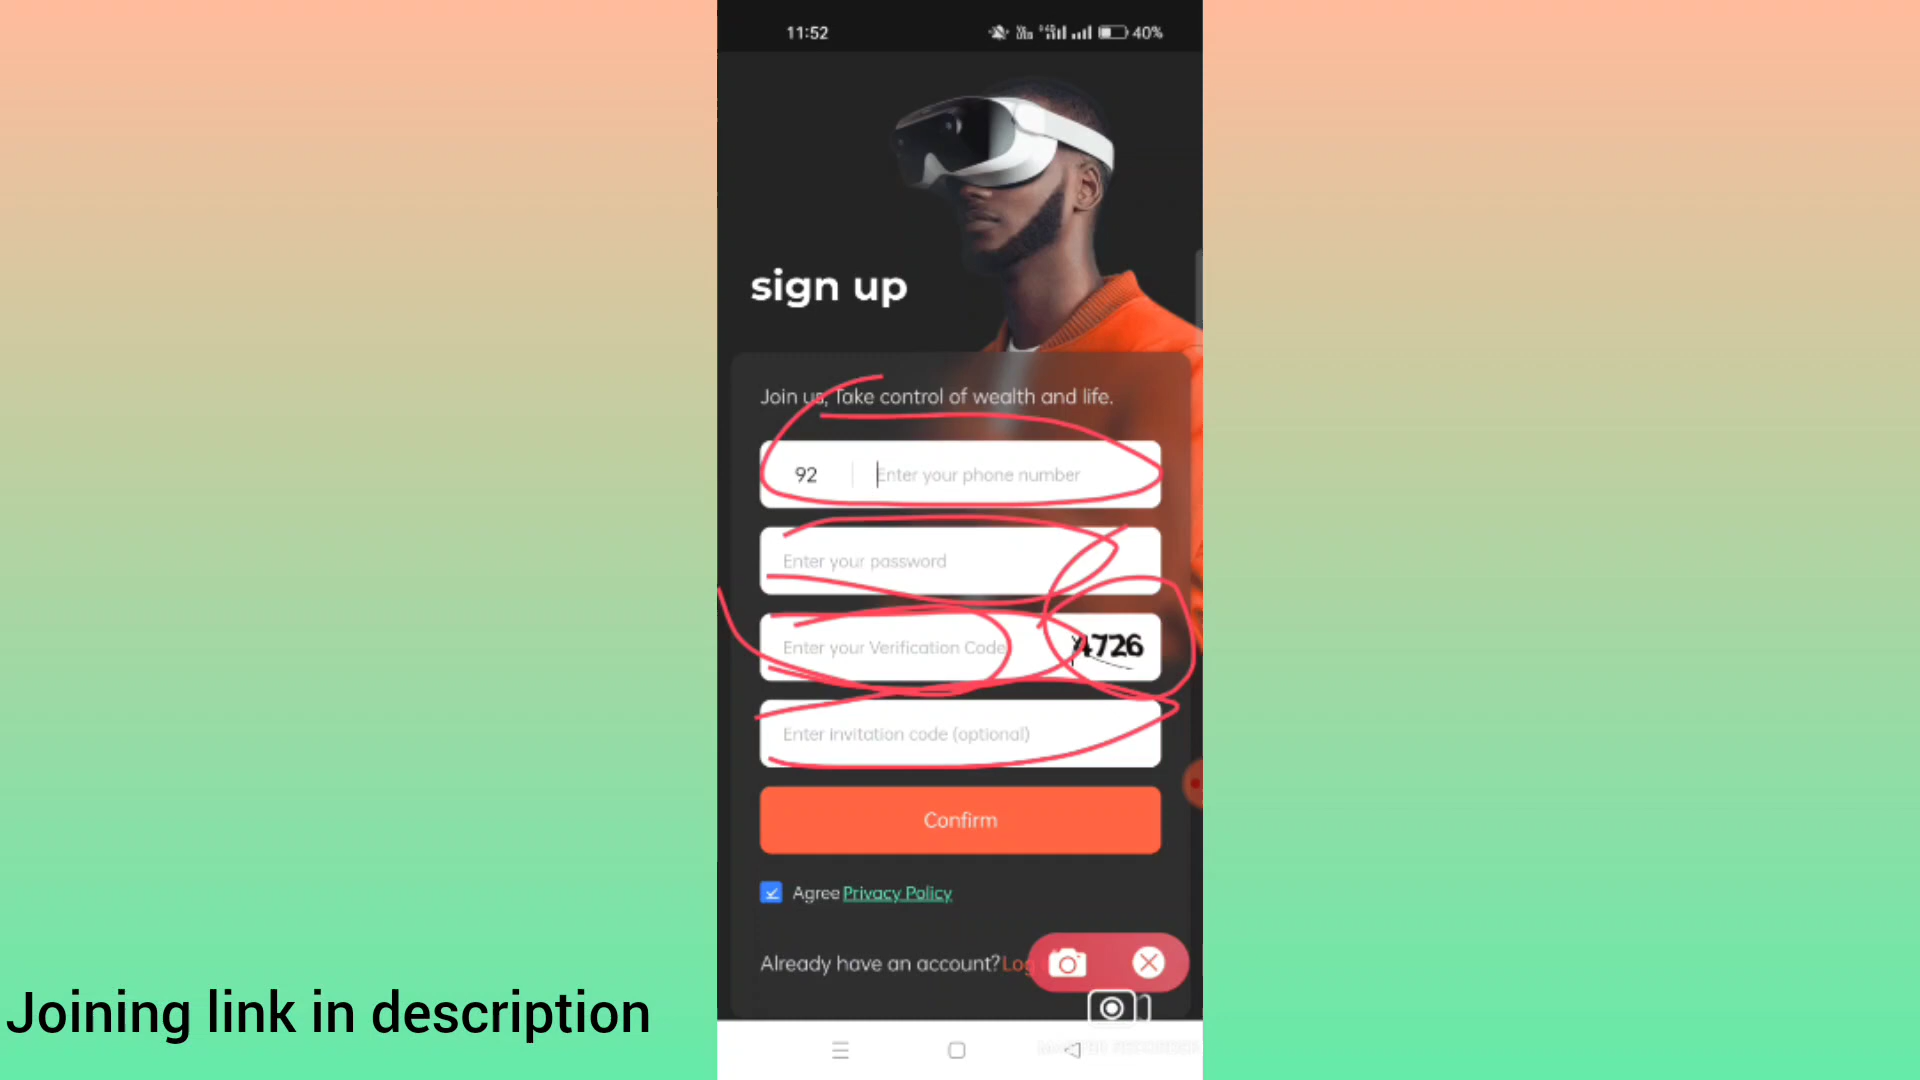 11:52
40%
sign up
Join us, Take control of wealth and life.
92 Enter your phone number
Enter your password
Enter your Verification Code 4726
Enter invitation code (optional)
Confirm
Agree Privacy Policy
Already have an account?
Joining link in description